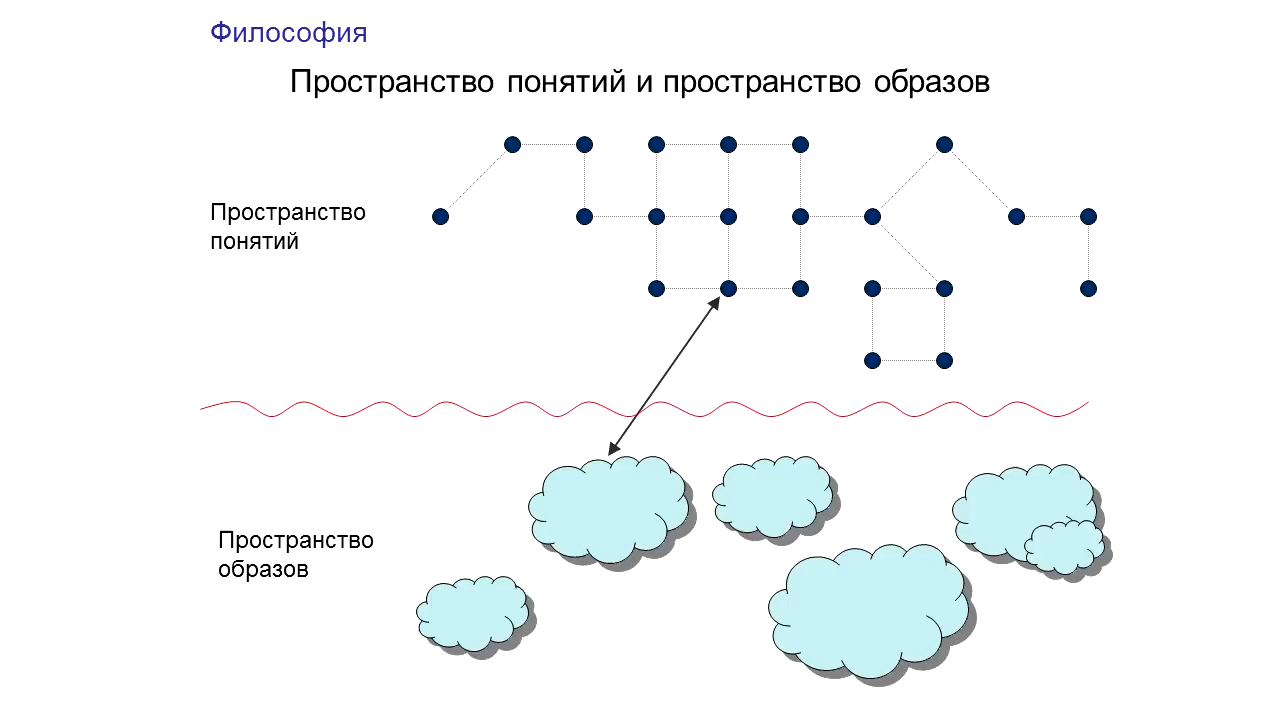 Философия
Пространство понятий и пространство образов
Пространство
понятий
Пространство
образов